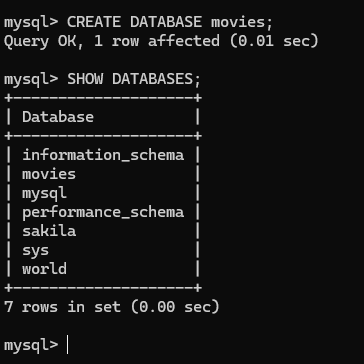 mysql> CREATE DATABASE movies;
Query OK, 1 row affected (0.01 sec)
mysql> SHOW DATABASES;
+--------------------+
| Database           |
+--------------------+
| information_schema |
| movies             |
| mysql              |
| performance_schema |
| sakila             |
| sys                |
| world              |
+--------------------+
7 rows in set (0.00 sec)
mysql>